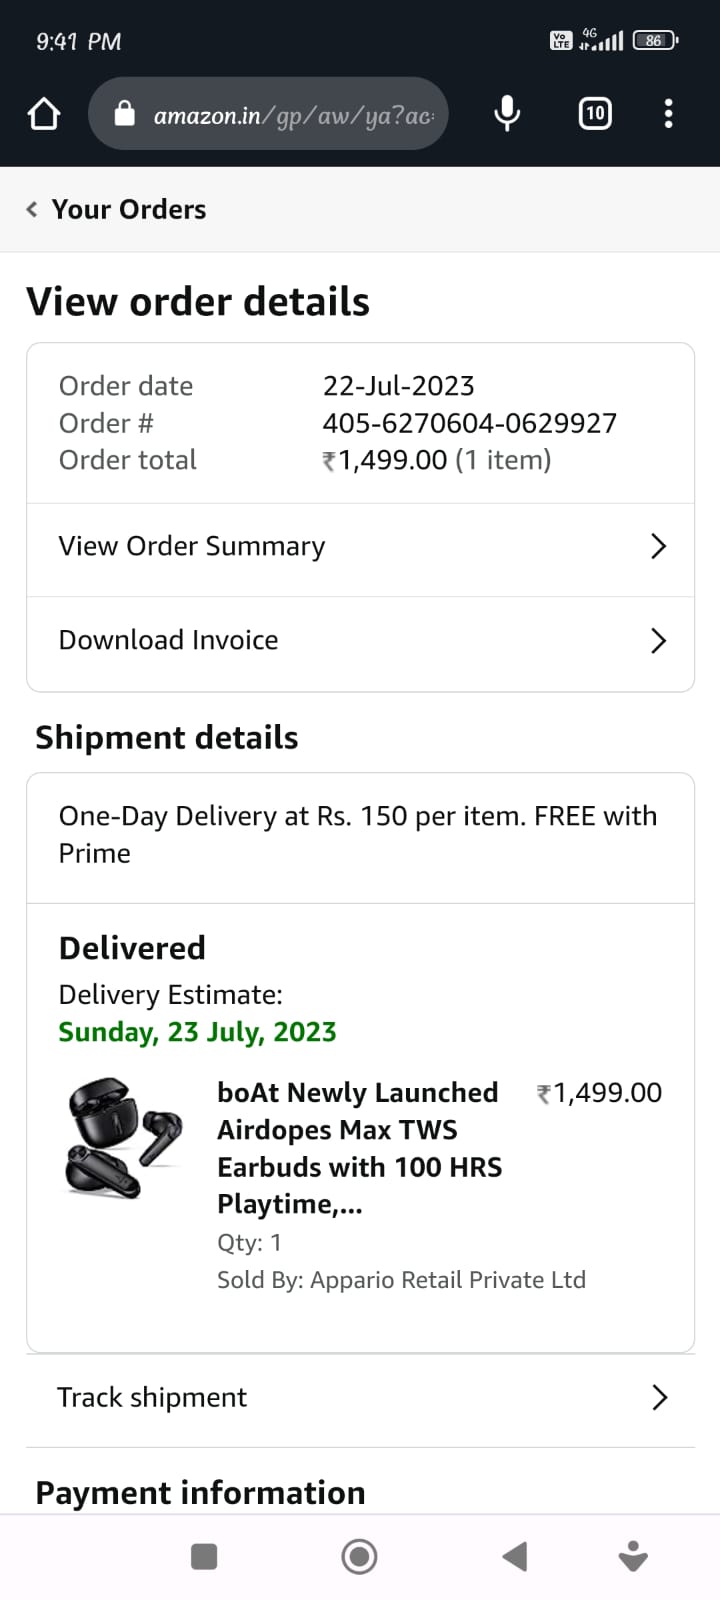 9:41 PM
Vo LTE 4G 86
amazon.in/gp/aw/ya?ac
10
Your Orders
View order details
Order date 22-Jul-2023
Order # 405-6270604-0629927
Order total ₹1,499.00 (1 item)
View Order Summary
Download Invoice
Shipment details
One-Day Delivery at Rs. 150 per item. FREE with
Prime
Delivered
Delivery Estimate:
Sunday, 23 July, 2023
boAt Newly Launched ₹1,499.00
Airdopes Max TWS
Earbuds with 100 HRS
Playtime,...
Qty: 1
Sold By: Appario Retail Private Ltd
Track shipment
Payment information